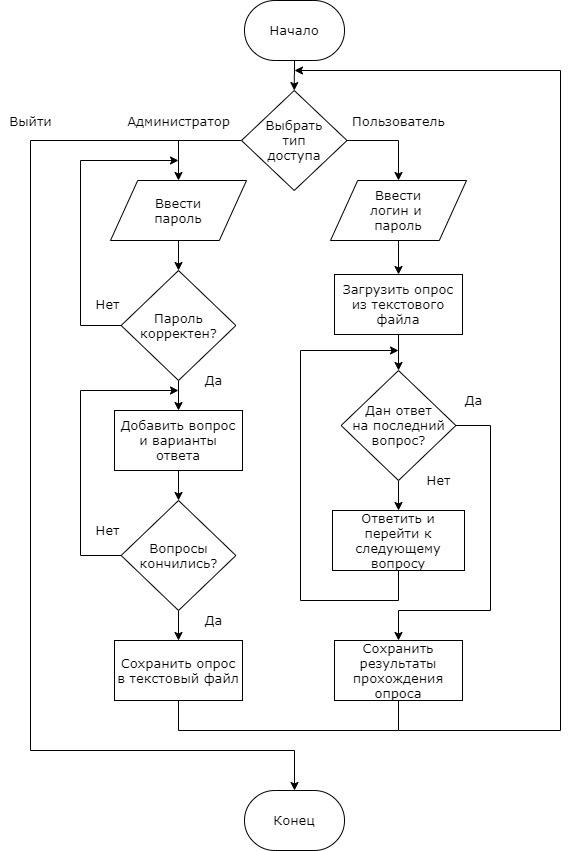 Начало
Выйти
Администратор
Выбрать
тип
доступа
Пользователь
Ввести
пароль
Ввести
логин и
пароль
Нет
Пароль
корректен?
Загрузить опрос
из текстового
файла
Да
Добавить вопрос
и варианты
ответа
Дан ответ
на последний
вопрос?
Да
Нет
Нет
Вопросы
кончились?
Ответить и
перейти к
следующему
вопросу
Да
Сохранить опрос
в текстовый файл
Сохранить
результаты
прохождения
опроса
Конец